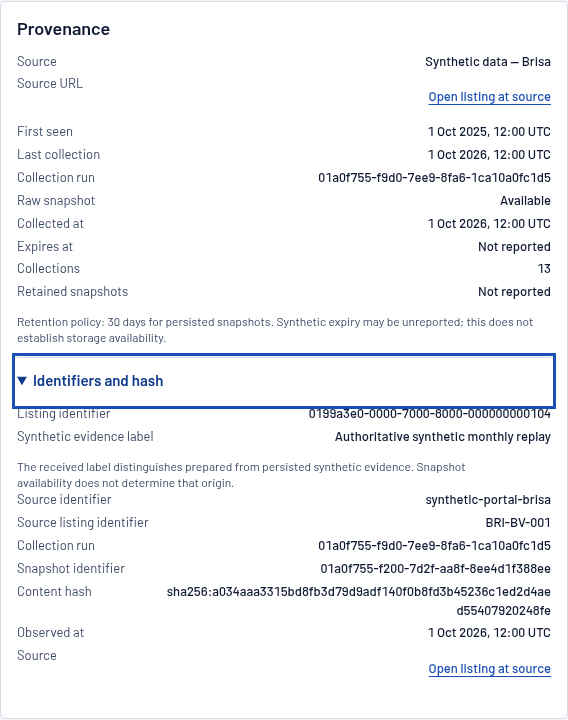 Provenance
Source Synthetic data — Brisa
Source URL
Open listing at source
First seen 1 Oct 2025, 12:00 UTC
Last collection 1 Oct 2026, 12:00 UTC
Collection run 01a0f755-f9d0-7ee9-8fa6-1ca10a0fc1d5
Raw snapshot Available
Collected at 1 Oct 2026, 12:00 UTC
Expires at Not reported
Collections 13
Retained snapshots Not reported
Retention policy: 30 days for persisted snapshots. Synthetic expiry may be unreported; this does not
establish storage availability.
▼ Identifiers and hash
Listing identifier 0199a3e0-0000-7000-8000-000000000104
Synthetic evidence label Authoritative synthetic monthly replay
The received label distinguishes prepared from persisted synthetic evidence. Snapshot
availability does not determine that origin.
Source identifier synthetic-portal-brisa
Source listing identifier BRI-BV-001
Collection run 01a0f755-f9d0-7ee9-8fa6-1ca10a0fc1d5
Snapshot identifier 01a0f755-f200-7d2f-aa8f-8ee4d1f388ee
Content hash sha256:a034aaa3315bd8fb3d79d9adf140f0b8fd3b45236c1ed2d4ae
d55407920248fe
Observed at 1 Oct 2026, 12:00 UTC
Source
Open listing at source